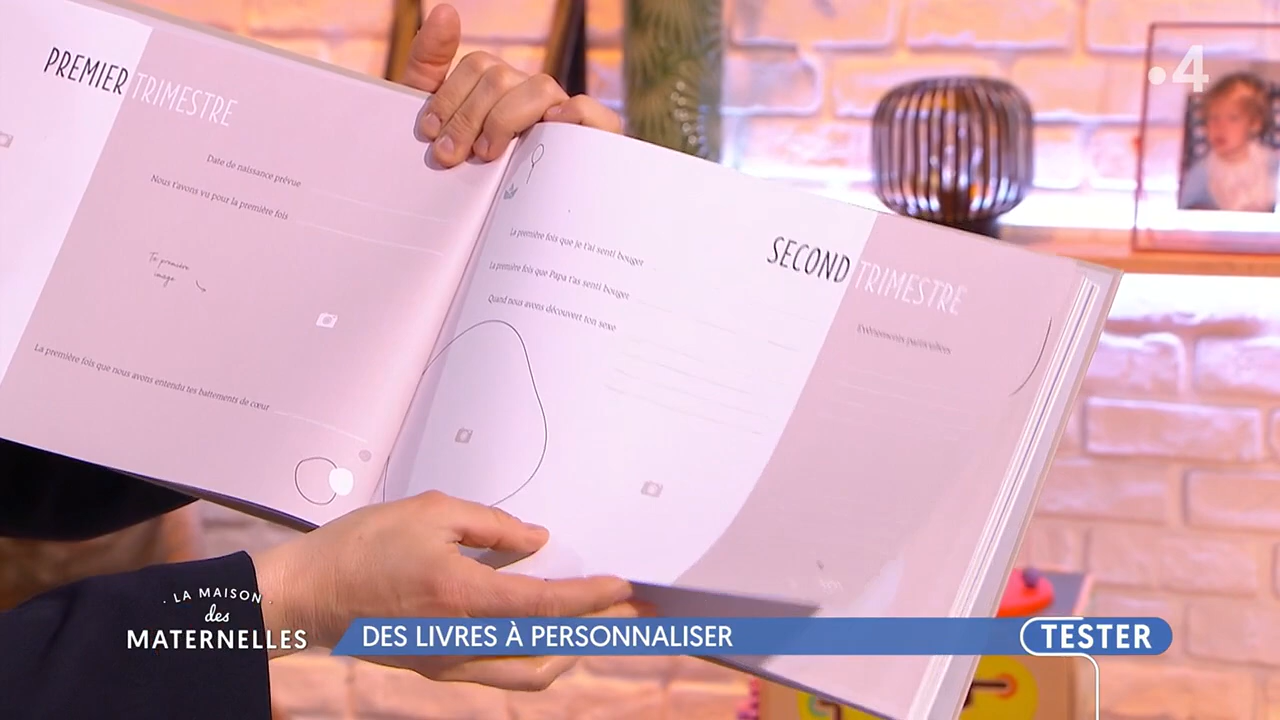 PREMIER TRIMESTRE
Date de naissance prévue
Nous t'avons vu pour la première fois
Ta première
image
La première fois que nous avons entendu tes battements de cœur
La première fois que je t'ai senti bouger
La première fois que Papa t'as senti bouger
Quand nous avons découvert ton sexe
SECOND TRIMESTRE
Évènements particuliers
4
LA MAISON
des
MATERNELLES
DES LIVRES À PERSONNALISER
TESTER